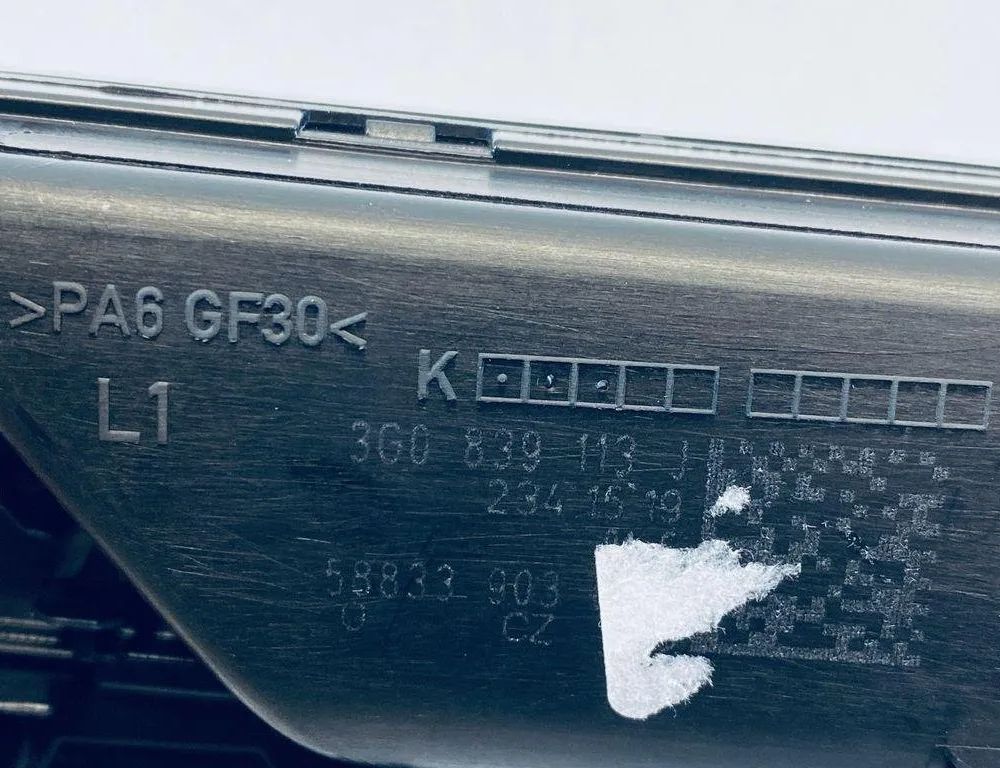 >PA6 GF30<
K
L1
3G0 839 113 J
234 15 19
58833 903
0 CZ